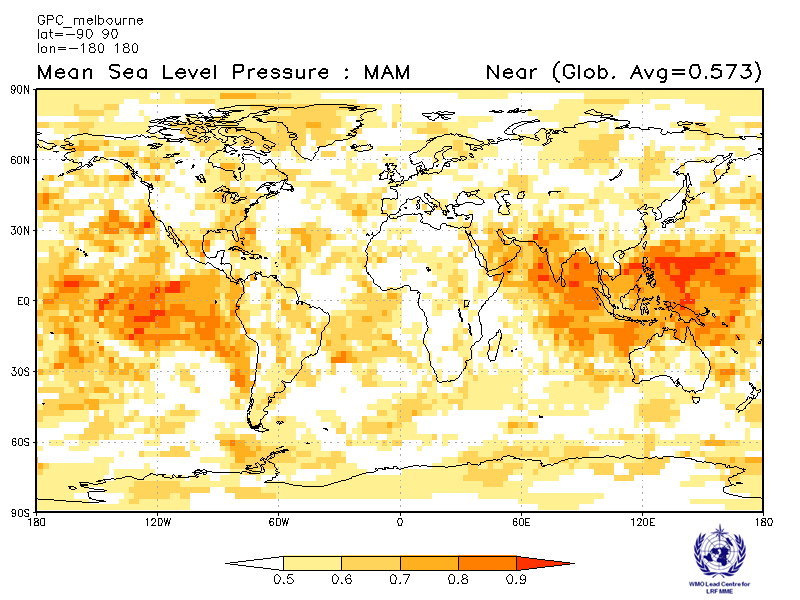 GPC_melbourne
lat=−90 90
lon=−180 180
Mean Sea Level Pressure : MAM Near (Glob. Avg=0.573)
90N
60N
30N
EQ
30S
60S
90S
180 120W 60W 0 60E 120E 180
0.5 0.6 0.7 0.8 0.9
WMO Lead Centre for
LRF MME